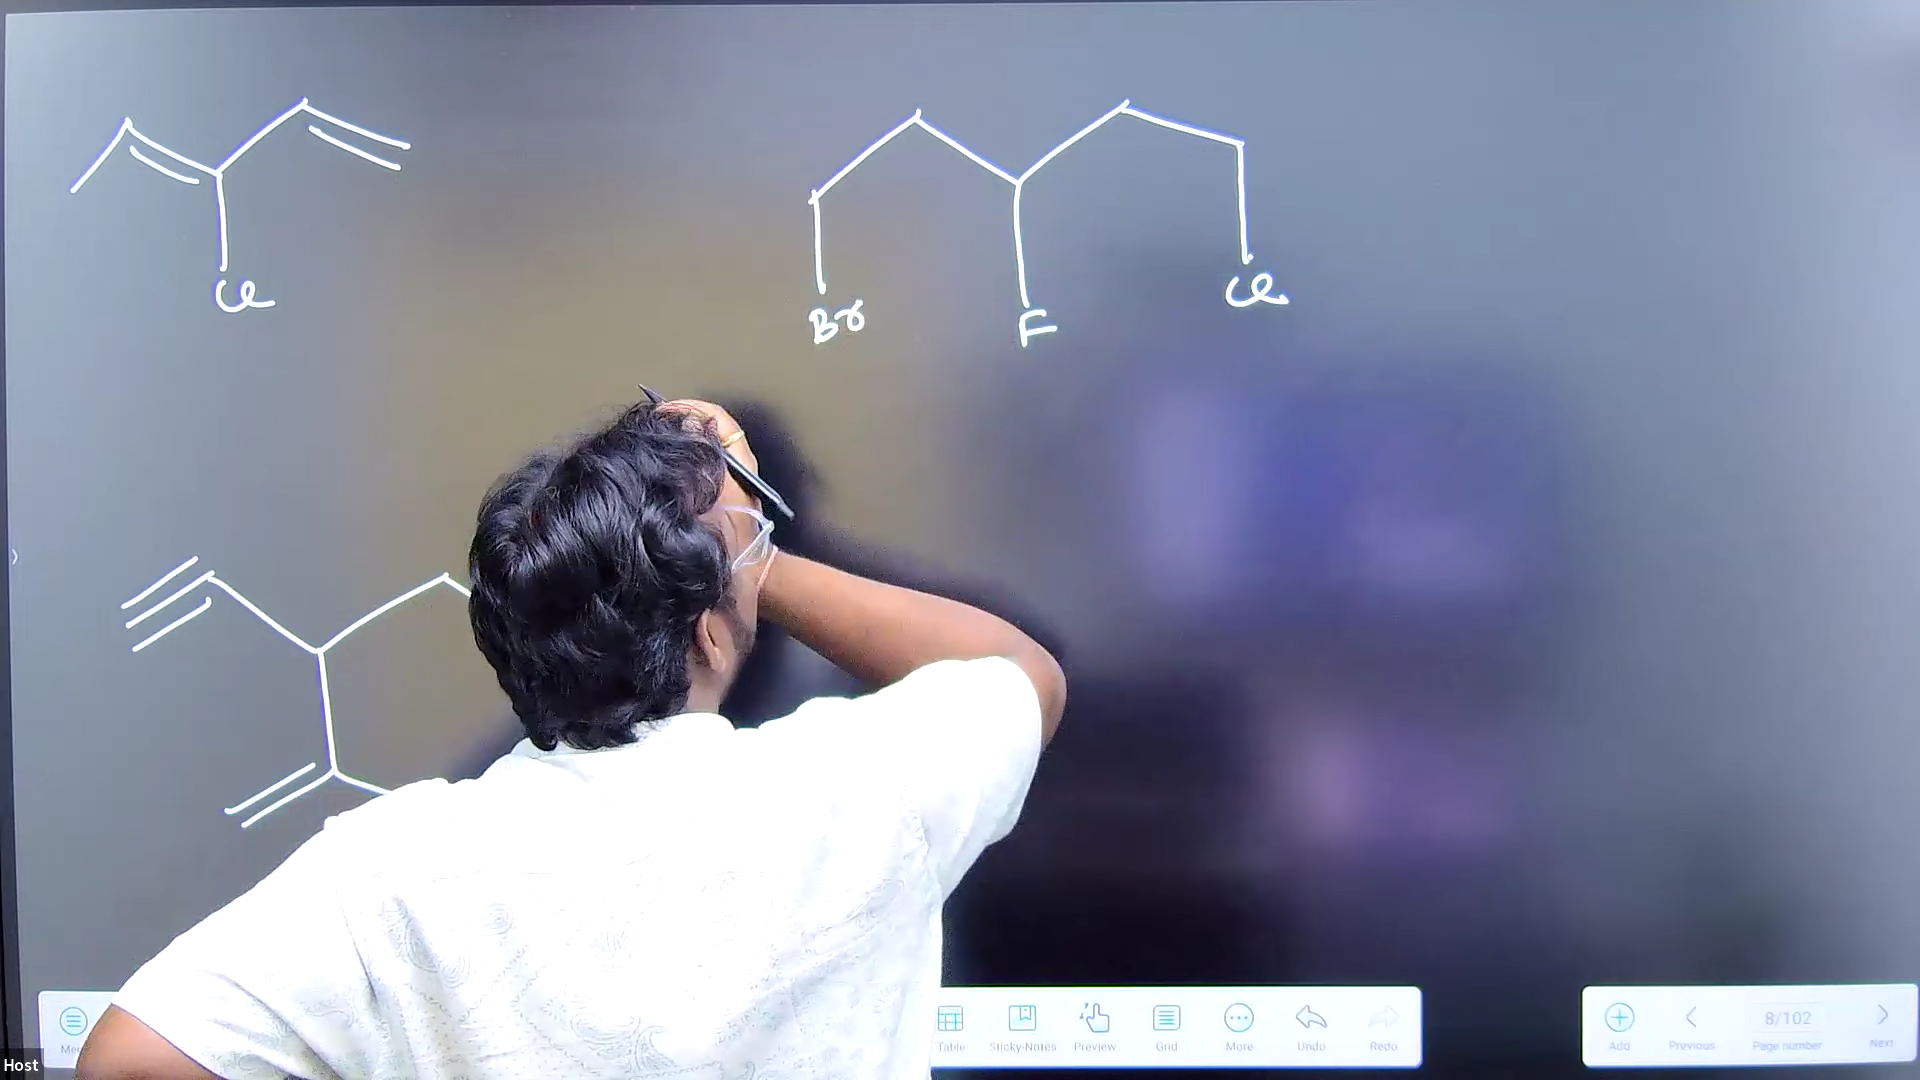 Cl
Br
F
Cl
Table
Sticky-Notes
Preview
Grid
More
Undo
Redo
Add
Previous
8/102
Page number
Next
Host